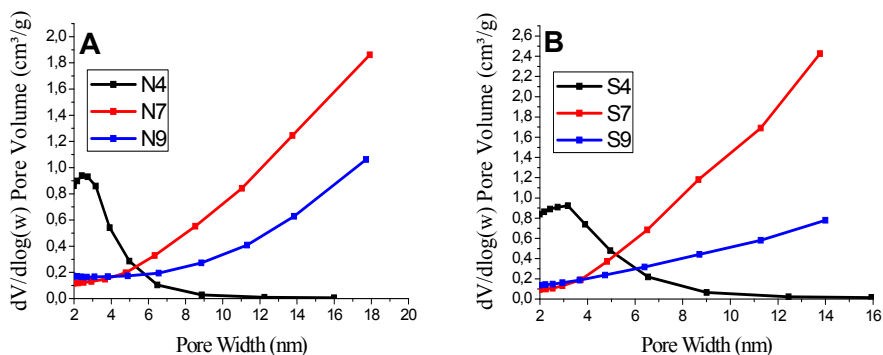 A
dV/dlog(w) Pore Volume (cm³/g)
2,0
1,8
1,6
1,4
1,2
1,0
0,8
0,6
0,4
0,2
0,0
N4
N7
N9
2 4 6 8 10 12 14 16 18 20
Pore Width (nm)
B
dV/dlog(w) Pore Volume (cm³/g)
2,6
2,4
2,2
2,0
1,8
1,6
1,4
1,2
1,0
0,8
0,6
0,4
0,2
0,0
S4
S7
S9
2 4 6 8 10 12 14 16
Pore Width (nm)